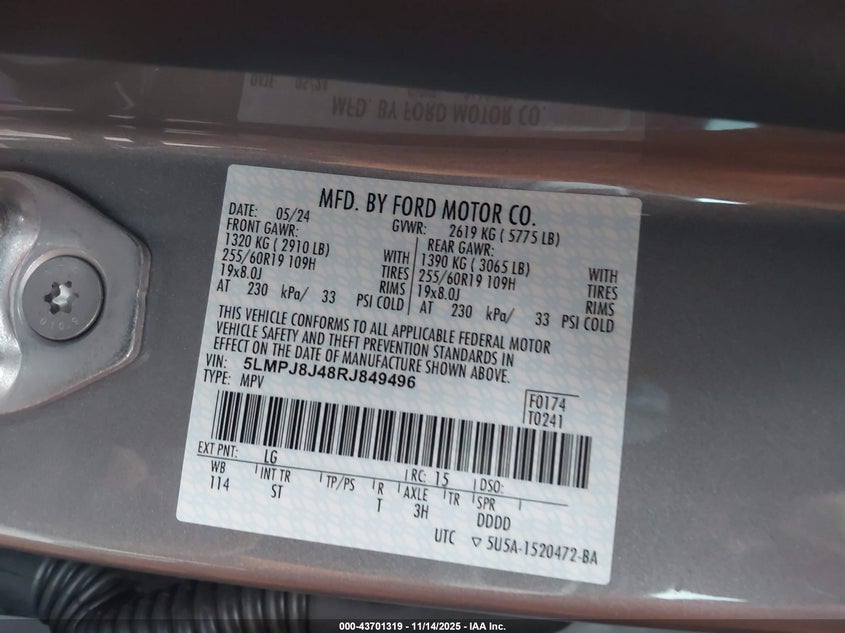 MFD. BY FORD MOTOR CO.
DATE: 05/24 GVWR: 2619 KG ( 5775 LB)
FRONT GAWR: REAR GAWR:
1320 KG ( 2910 LB) WITH 1390 KG ( 3065 LB) WITH
255/60R19 109H TIRES 255/60R19 109H TIRES
19x8.0J RIMS 19x8.0J RIMS
AT 230 kPa/ 33 PSI COLD AT 230 kPa/ 33 PSI COLD
THIS VEHICLE CONFORMS TO ALL APPLICABLE FEDERAL MOTOR
VEHICLE SAFETY AND THEFT PREVENTION STANDARDS IN
EFFECT ON THE DATE OF MANUFACTURE SHOWN ABOVE.
VIN: 5LMPJ8J48RJ849496
TYPE: MPV
F0174
T0241
EXT PNT: LG RC: 15 DSO:
WB INT TR TP/PS R AXLE TR SPR
114 ST T 3H DDDD
UTC ▽ 5U5A-1520472-BA
000-43701319 - 11/14/2025 - IAA Inc.